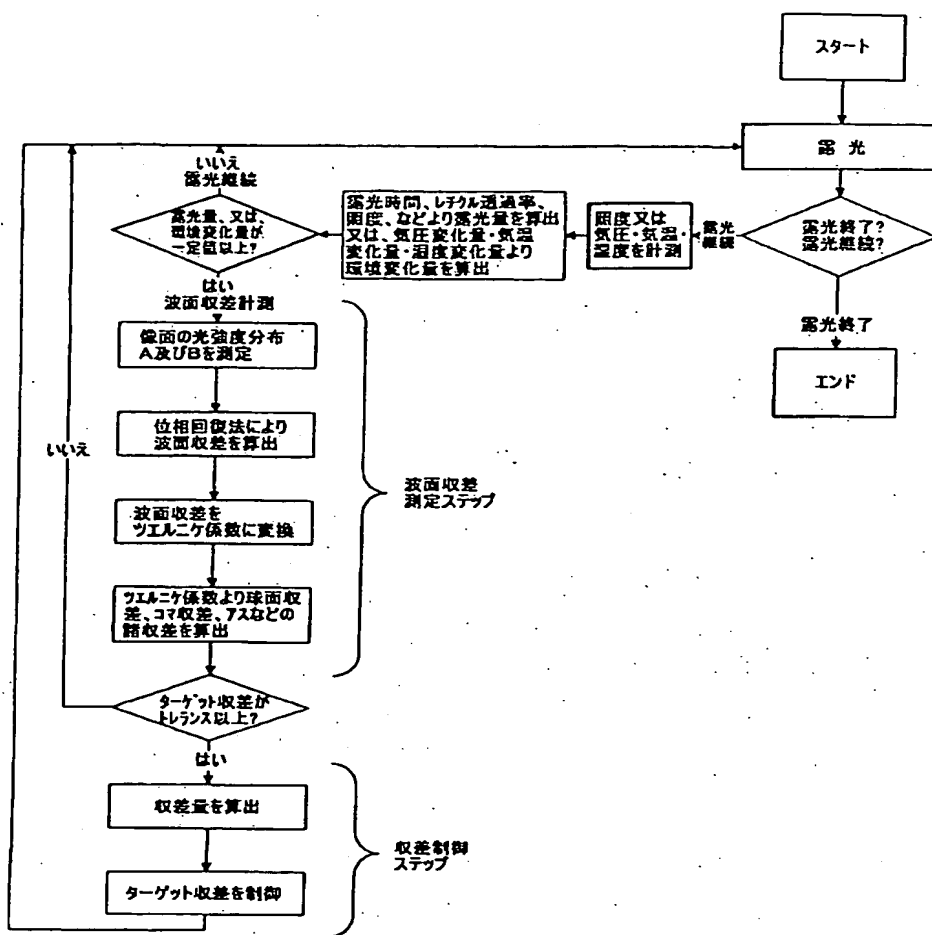 スタート
露 光
露光終了?
露光継続?
露光終了
エンド
露光
継続
照度又は
気圧・気温・
湿度を計測
露光時間、レチクル透過率、
照度、などより露光量を算出
又は、気圧変化量・気温
変化量・湿度変化量より
環境変化量を算出
いいえ
露光継続
露光量、又は、
環境変化量が
一定値以上?
はい
波面収差計測
像面の光強度分布
A及びBを測定
位相回復法により
波面収差を算出
波面収差を
ツエルニケ係数に変換
ツエルニケ係数より球面収
差、コマ収差、アスなどの
諸収差を算出
波面収差
測定ステップ
いいえ
ターゲット収差が
トレランス以上?
はい
収差量を算出
ターゲット収差を制御
収差制御
ステップ